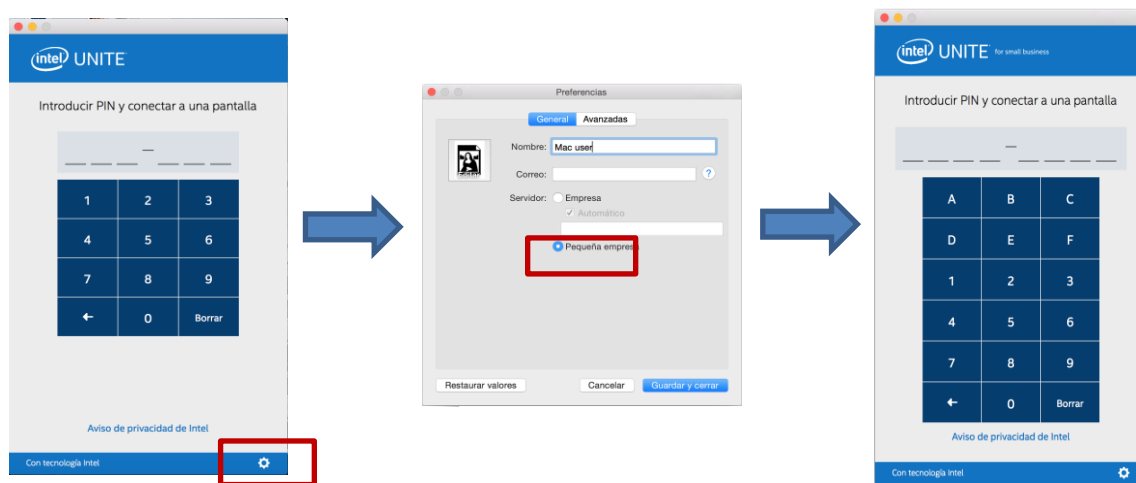 intel UNITE
Introducir PIN y conectar a una pantalla
1 2 3
4 5 6
7 8 9
← 0 Borrar
Aviso de privacidad de Intel
Con tecnología Intel
Preferencias
General Avanzadas
Nombre: Mac user
Correo: ?
Servidor: Empresa
Automático
Pequeña empresa
Restaurar valores Cancelar Guardar y cerrar
intel UNITE for small business
Introducir PIN y conectar a una pantalla
A B C
D E F
1 2 3
4 5 6
7 8 9
← 0 Borrar
Aviso de privacidad de Intel
Con tecnología Intel